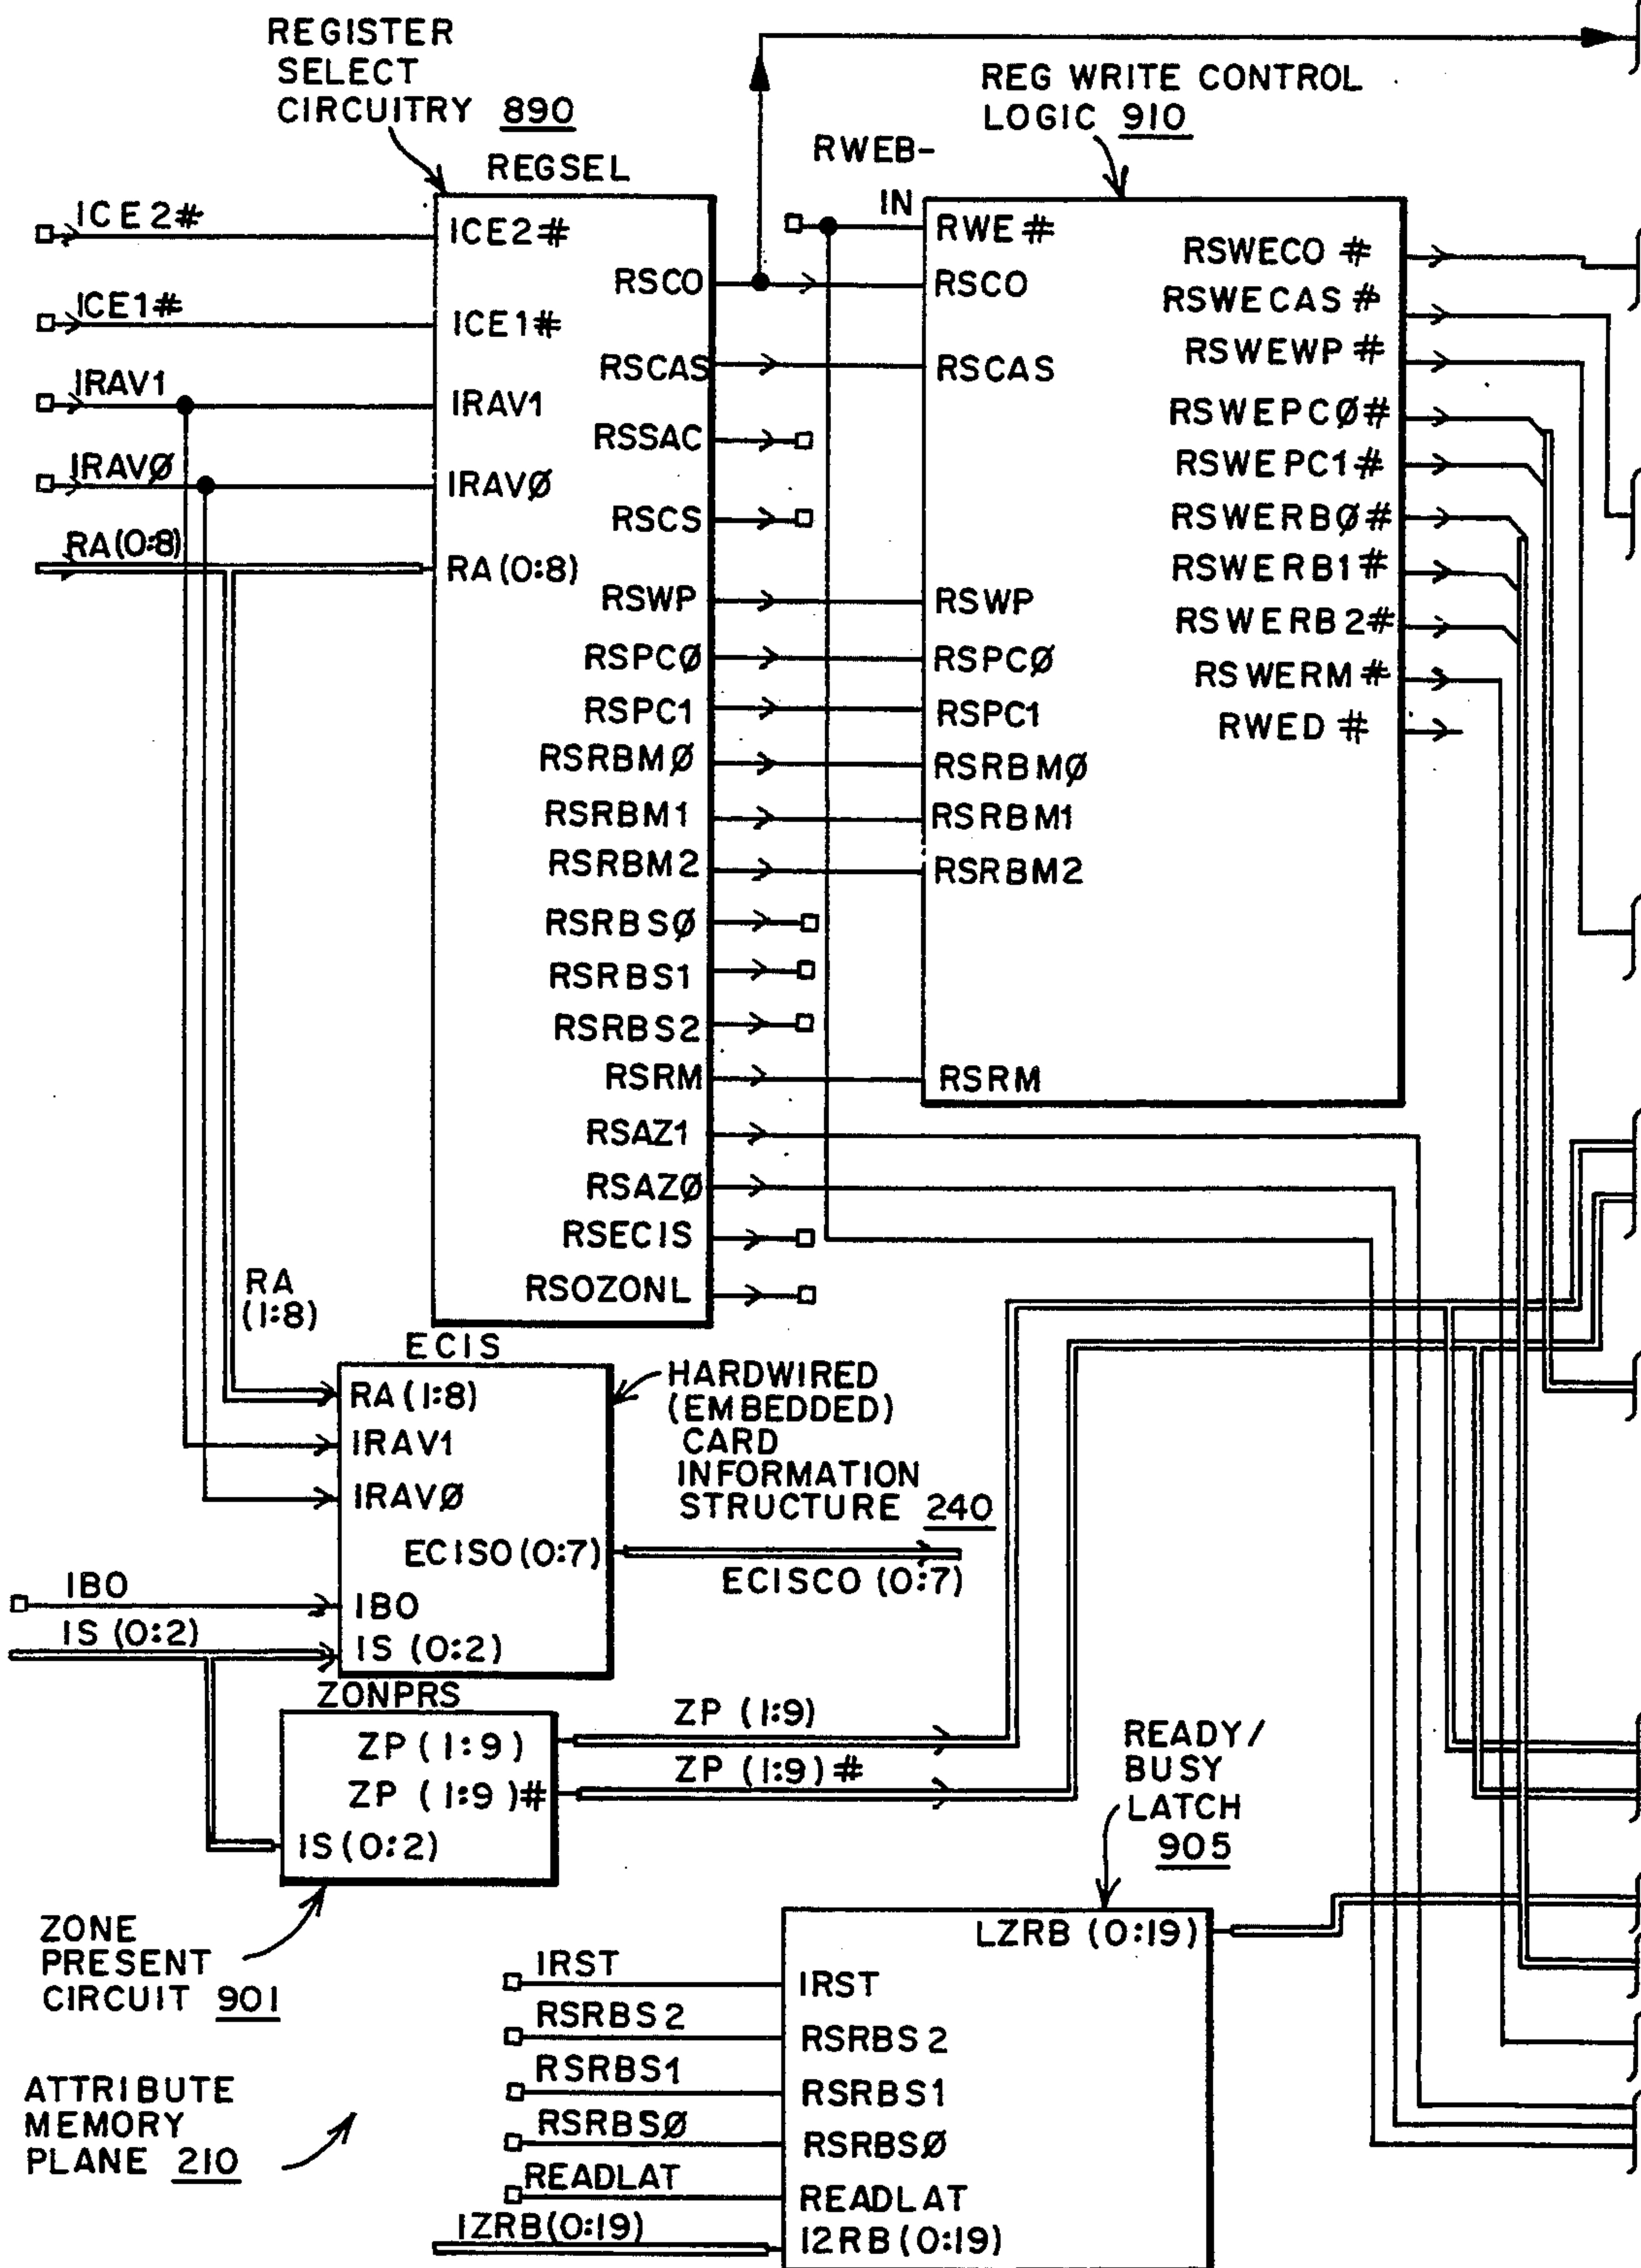 REGISTER
SELECT
CIRCUITRY 890
REGSEL
REG WRITE CONTROL
LOGIC 910
RWEB-
IN
ICE2#
ICE1#
IRAV1
IRAVØ
RA(0:8)
ICE2#
ICE1#
IRAV1
IRAVØ
RA(0:8)
RSCO
RSCAS
RSSAC
RSCS
RSWP
RSPCØ
RSPC1
RSRBMØ
RSRBM1
RSRBM2
RSRBSØ
RSRBS1
RSRBS2
RSRM
RSAZ1
RSAZØ
RSECIS
RSOZONL
RWE#
RSCO
RSCAS
RSWP
RSPCØ
RSPC1
RSRBMØ
RSRBM1
RSRBM2
RSRM
RSWECO #
RSWECAS #
RSWEWP #
RSWEPCØ#
RSWEPC1#
RSWERBØ#
RSWERB1#
RSWERB2#
RSWERM #
RWED #
RA
(1:8)
ECIS
RA(1:8)
IRAV1
IRAVØ
ECISO(0:7)
IBO
IS (0:2)
IBO
IS (0:2)
HARDWIRED
(EMBEDDED)
CARD
INFORMATION
STRUCTURE 240
ECISCO (0:7)
ZONPRS
ZP (1:9)
ZP (1:9)#
IS(0:2)
ZP (1:9)
ZP (1:9)#
ZONE
PRESENT
CIRCUIT 901
READY/
BUSY
LATCH
905
LZRB (0:19)
IRST
RSRBS2
RSRBS1
RSRBSØ
READLAT
IZRB(0:19)
IRST
RSRBS2
RSRBS1
RSRBSØ
READLAT
I2RB(0:19)
ATTRIBUTE
MEMORY
PLANE 210